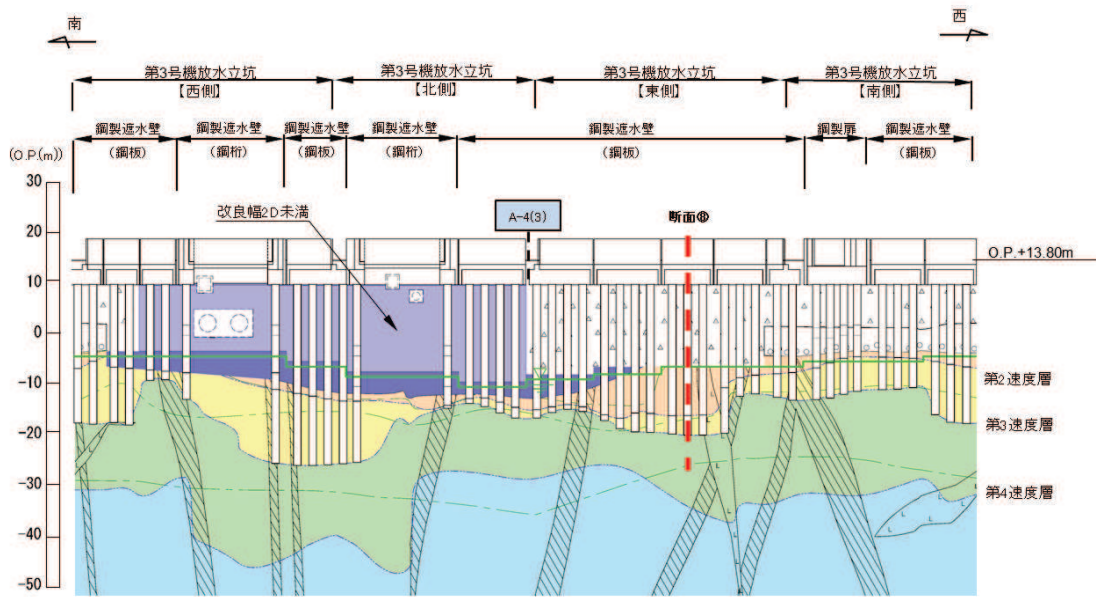 南
西
第3号機放水立坑
【西側】
第3号機放水立坑
【北側】
第3号機放水立坑
【東側】
第3号機放水立坑
【南側】
鋼製遮水壁
(鋼板)
鋼製遮水壁
(鋼桁)
鋼製遮水壁
(鋼板)
鋼製遮水壁
(鋼桁)
鋼製遮水壁
(鋼板)
鋼製扉
鋼製遮水壁
(鋼板)
(O.P.(m))
30
20
10
0
-10
-20
-30
-40
-50
改良幅2D未満
A-4(3)
O.P.+13.80m
第2速度層
第3速度層
第4速度層